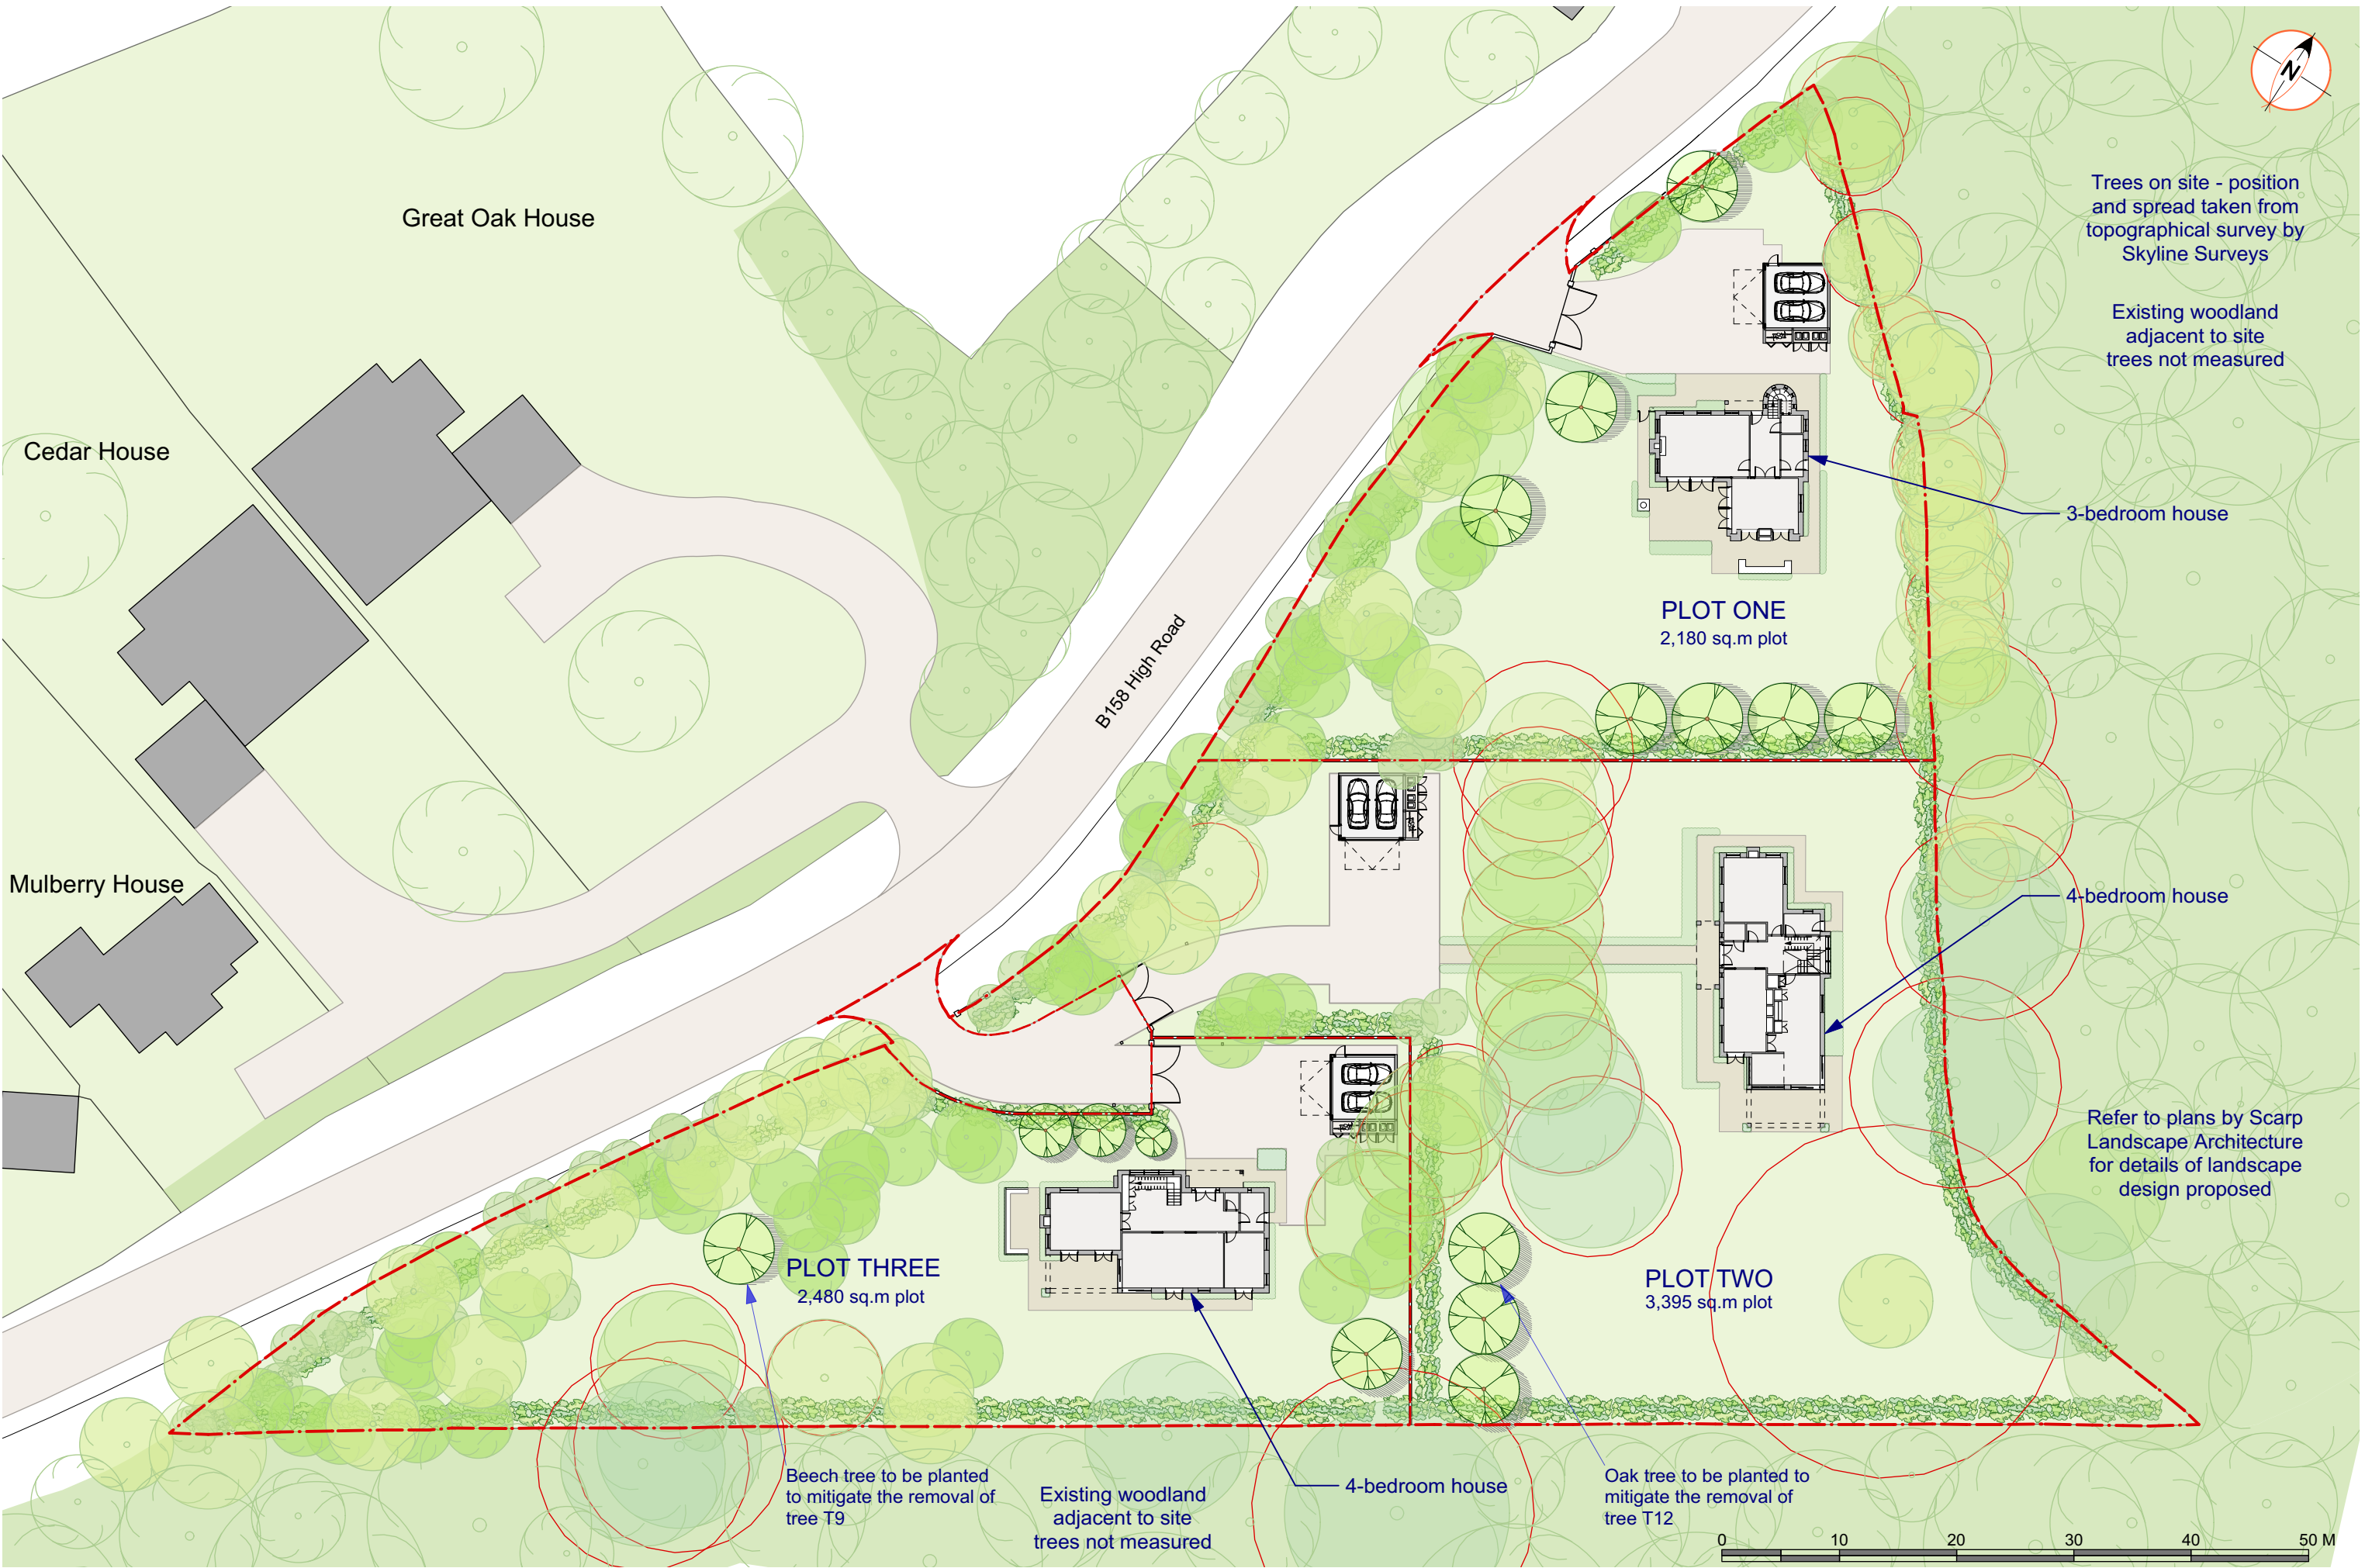 N
Trees on site - position
and spread taken from
topographical survey by
Skyline Surveys
Existing woodland
adjacent to site
trees not measured
Great Oak House
Cedar House
Mulberry House
B158 High Road
3-bedroom house
PLOT ONE
2,180 sq.m plot
4-bedroom house
Refer to plans by Scarp
Landscape Architecture
for details of landscape
design proposed
PLOT THREE
2,480 sq.m plot
PLOT TWO
3,395 sq.m plot
Beech tree to be planted
to mitigate the removal of
tree T9
Existing woodland
adjacent to site
trees not measured
4-bedroom house
Oak tree to be planted to
mitigate the removal of
tree T12
0 10 20 30 40 50 M